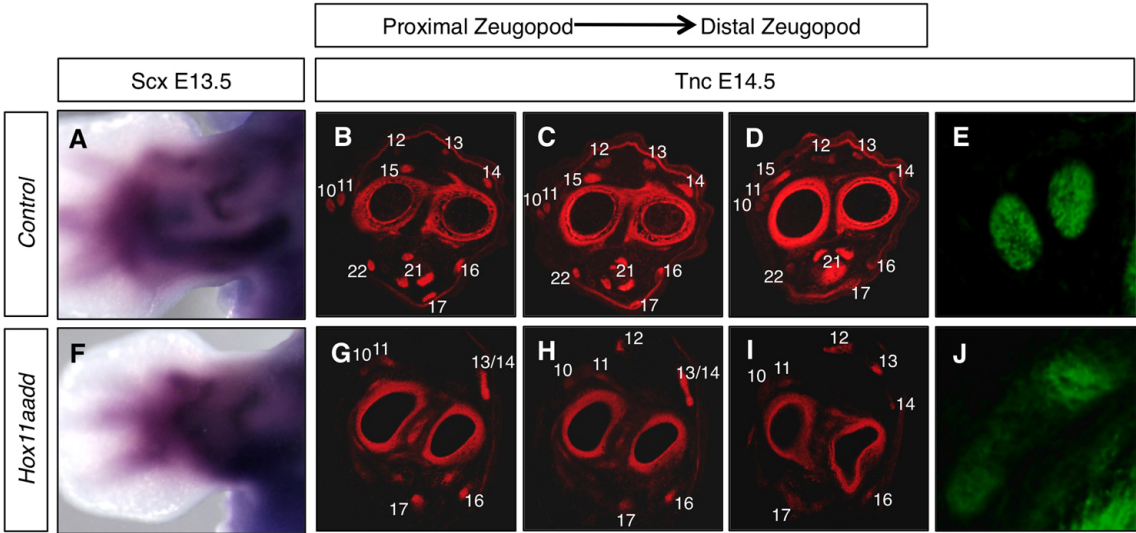 Proximal Zeugopod Distal Zeugopod
Scx E13.5 Tnc E14.5
Control
A B C D E
12 13 15 14 10 11 22 21 16 17
12 13 15 14 10 11 22 21 16 17
12 13 15 14 11 10 21 22 16 17
Hox11aadd
F G H I J
10 11 13/14 17 16
12 10 11 13/14 16 17
12 11 13 10 14 16 17